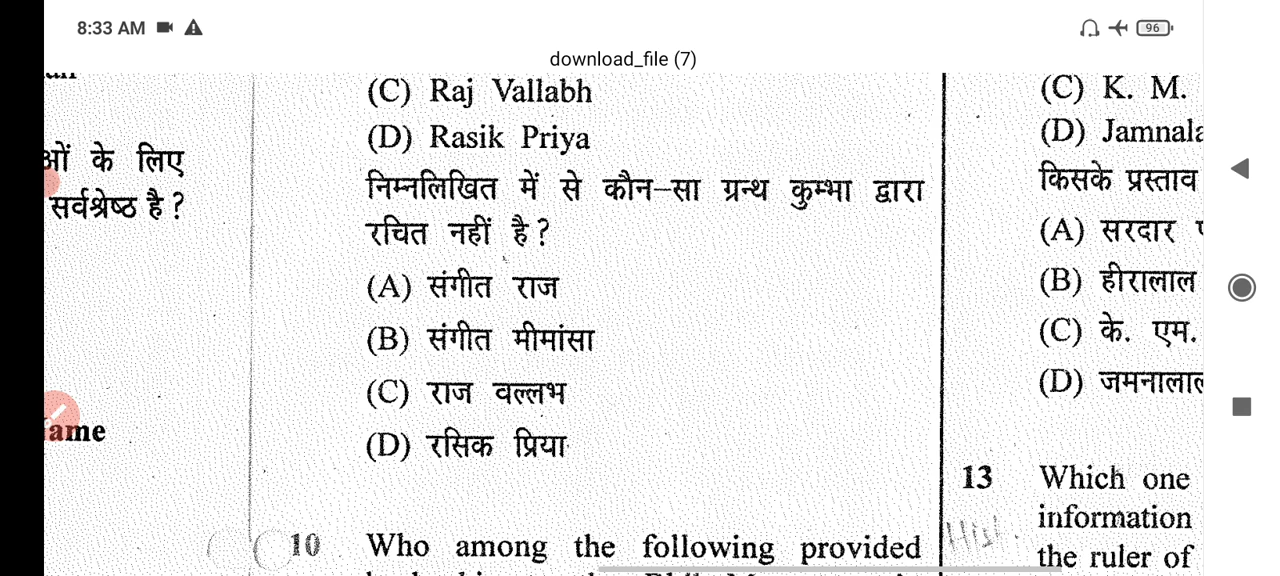 8:33 AM
96
download_file (7)
ओं के लिए
सर्वश्रेष्ठ है ?
ame
(C) Raj Vallabh
(D) Rasik Priya
निम्नलिखित में से कौन–सा ग्रन्थ कुम्भा द्वारा
रचित नहीं है ?
(A) संगीत राज
(B) संगीत मीमांसा
(C) राज वल्लभ
(D) रसिक प्रिया
10 Who among the following provided
(C) K. M.
(D) Jamnala
किसके प्रस्ताव
(A) सरदार
(B) हीरालाल
(C) के. एम.
(D) जमनालाल
13 Which one
information
Hist.
the ruler of